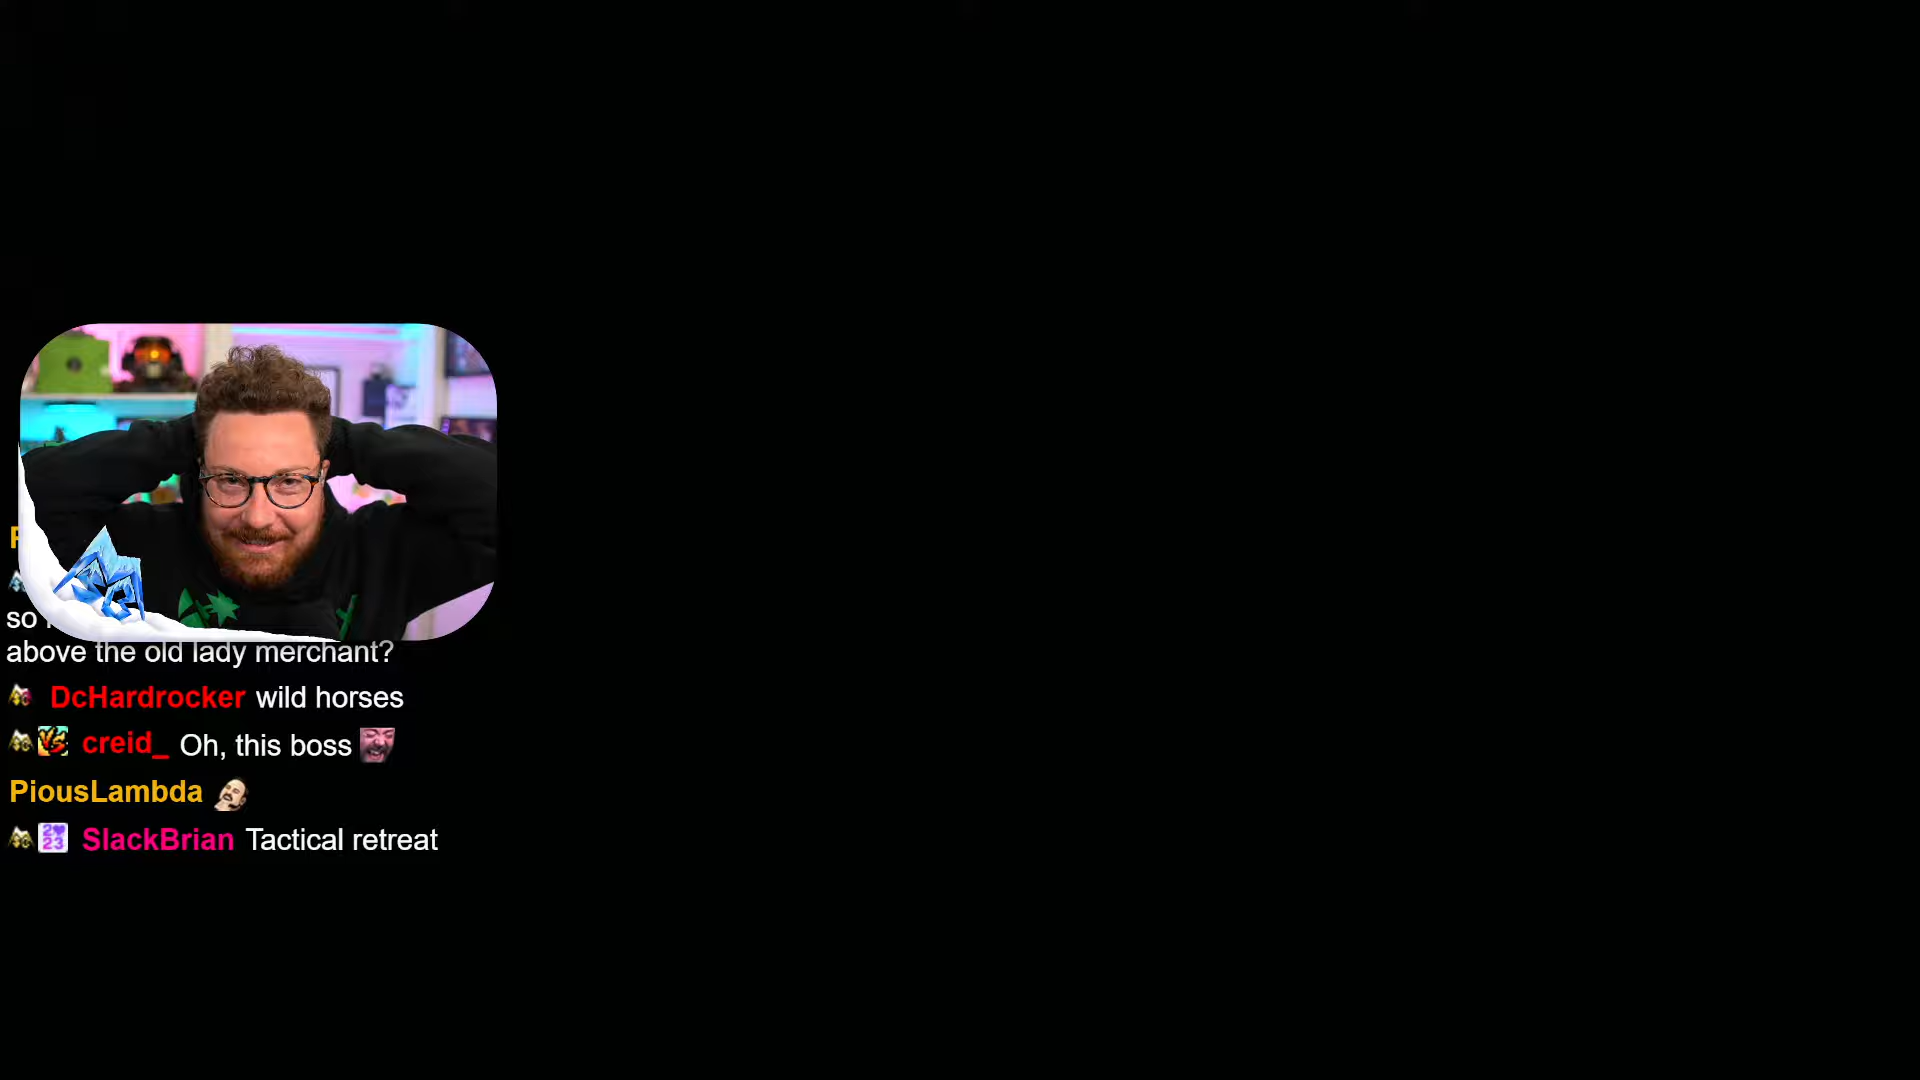 so
above the old lady merchant?
DcHardrocker wild horses
creid_ Oh, this boss
PiousLambda
SlackBrian Tactical retreat